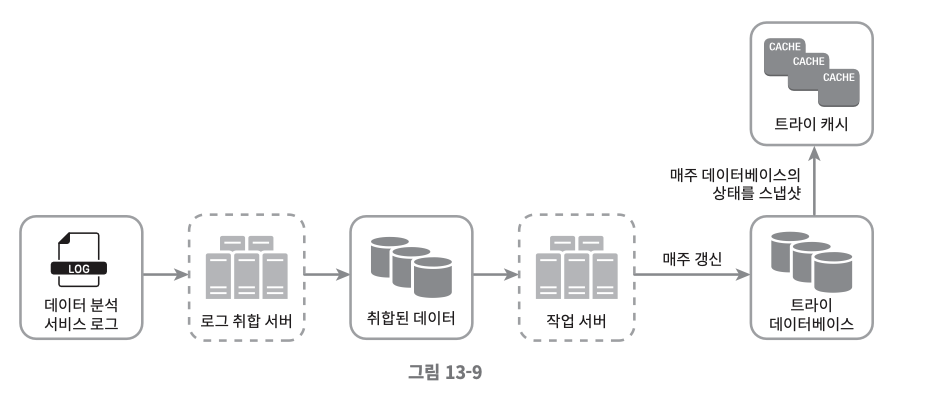 CACHE
CACHE
CACHE
트라이 캐시
매주 데이터베이스의
상태를 스냅샷
LOG
데이터 분석
서비스 로그
로그 취합 서버
취합된 데이터
작업 서버
매주 갱신
트라이
데이터베이스
그림 13-9